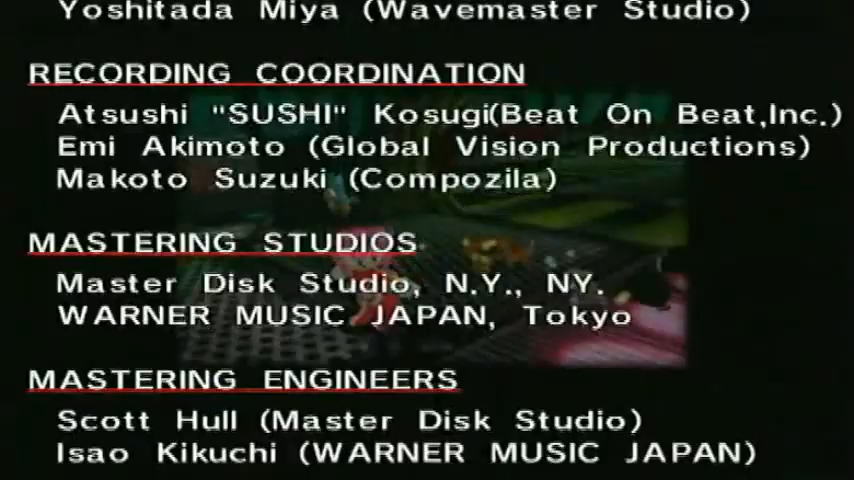 Yoshitada Miya (Wavemaster Studio)
RECORDING COORDINATION
Atsushi "SUSHI" Kosugi(Beat On Beat,Inc.)
Emi Akimoto (Global Vision Productions)
Makoto Suzuki (Compozila)
MASTERING STUDIOS
Master Disk Studio, N.Y., NY.
WARNER MUSIC JAPAN, Tokyo
MASTERING ENGINEERS
Scott Hull (Master Disk Studio)
Isao Kikuchi (WARNER MUSIC JAPAN)